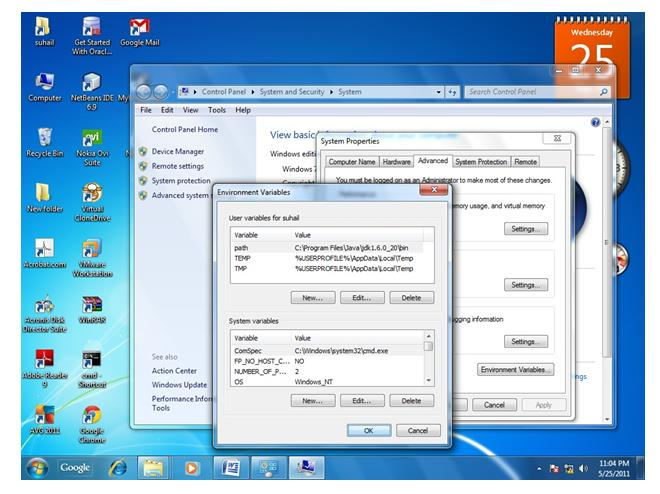 suhail
Get Started With Oracl...
Google Mail
Wednesday
25
Computer
NetBeans IDE 6.9
My
Recycle Bin
Nokia Ovi Suite
New folder
Virtual CloneDrive
Acrobat.com
VMware Workstation
Acronis Disk Director Suite
WinRAR
Adobe Reader 9
cmd - Shortcut
AVG 2011
Google Chrome
Control Panel
System and Security
System
Search Control Panel
File Edit View Tools Help
Control Panel Home
Device Manager
Remote settings
System protection
Advanced system
See also
Action Center
Windows Update
Performance Infor
Tools
View basic
Windows editi
Windows 7
System Properties
Computer Name
Hardware
Advanced
System Protection
Remote
You must be logged on as an Administrator to make most of these changes.
emory usage, and virtual memory
Settings...
Settings...
ugging information
Settings...
Environment Variables...
Cancel
Apply
ngs
Environment Variables
User variables for suhail
Variable Value
path C:\Program Files\Java\jdk1.6.0_20\bin
TEMP %USERPROFILE%\AppData\Local\Temp
TMP %USERPROFILE%\AppData\Local\Temp
New... Edit... Delete
System variables
Variable Value
ComSpec C:\Windows\system32\cmd.exe
FP_NO_HOST_C... NO
NUMBER_OF_P... 2
OS Windows_NT
New... Edit... Delete
OK Cancel
Google
11:04 PM
5/25/2011